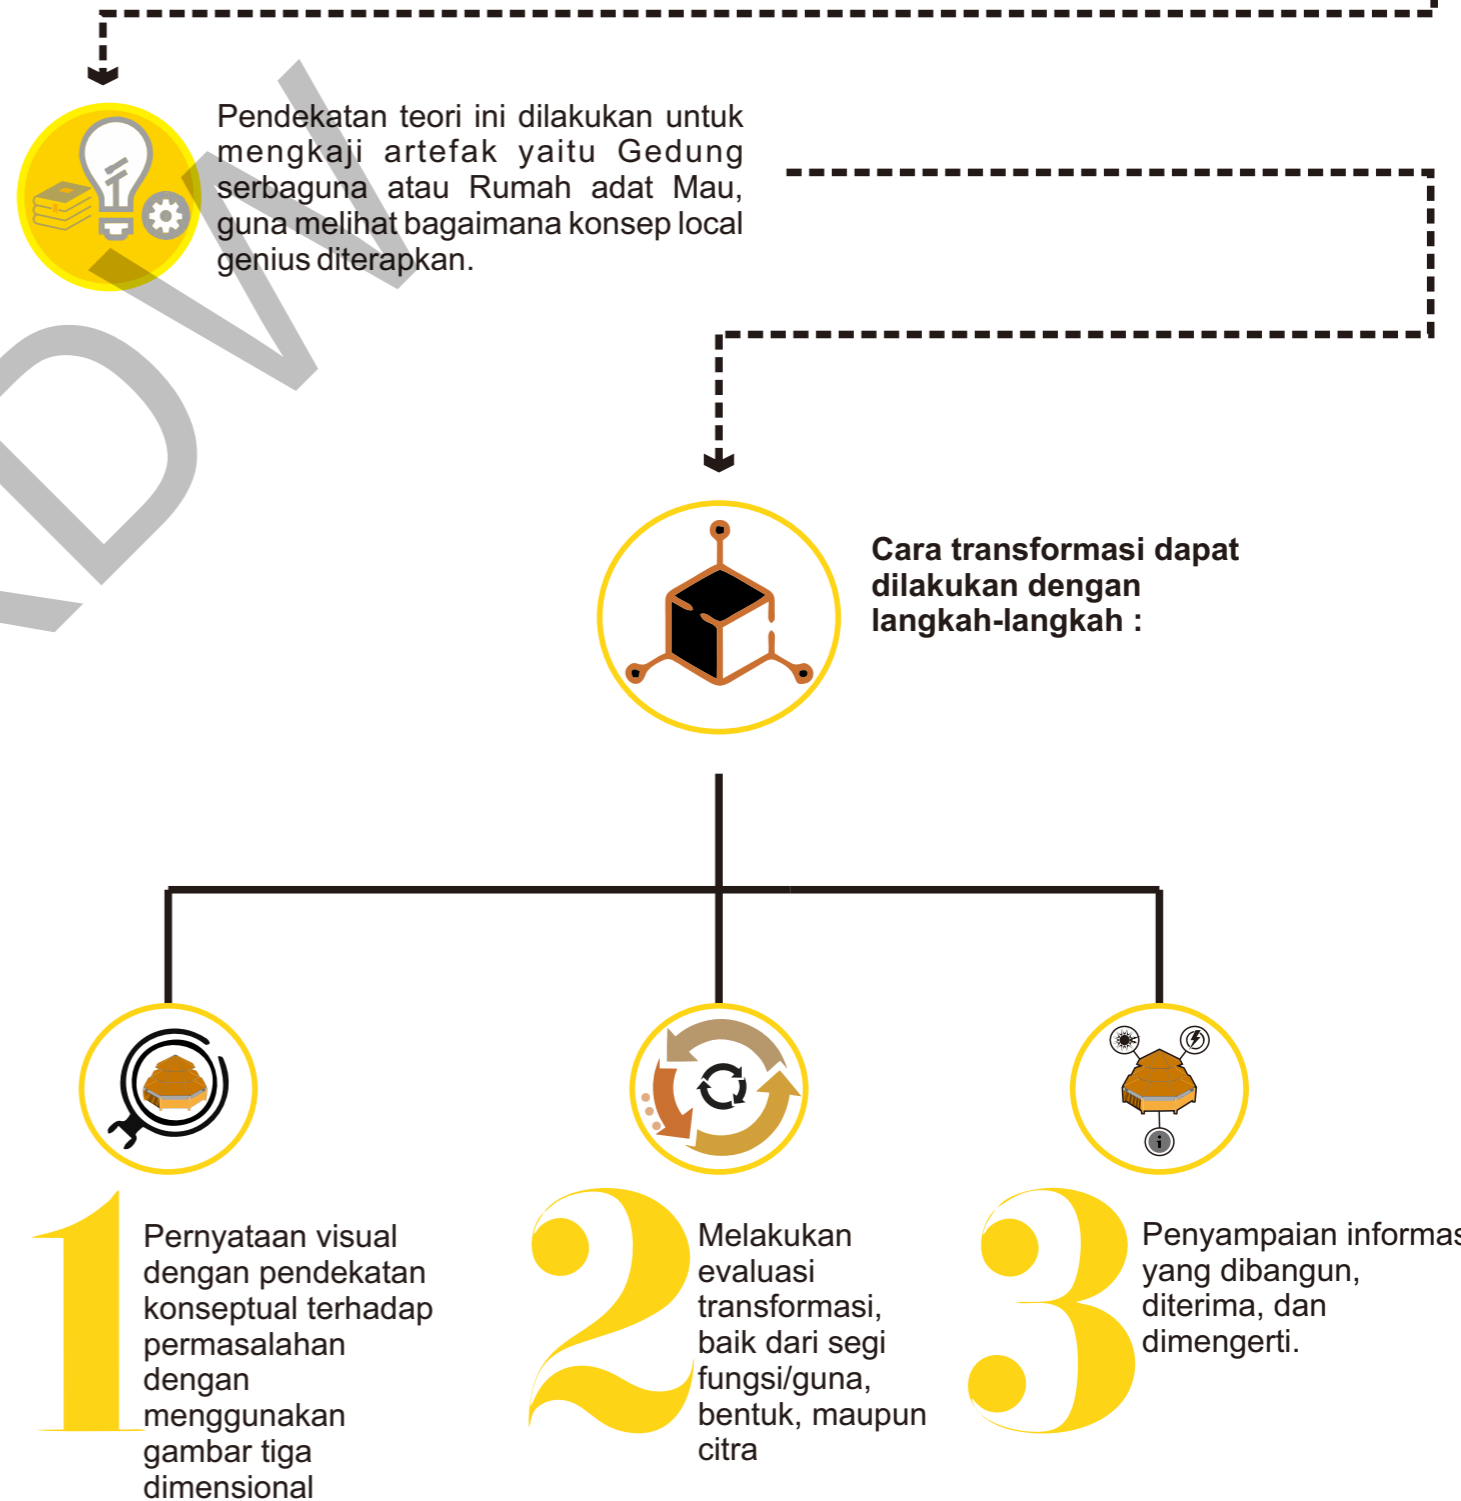 Pendekatan teori ini dilakukan untuk
mengkaji artefak yaitu Gedung
serbaguna atau Rumah adat Mau,
guna melihat bagaimana konsep local
genius diterapkan.
Cara transformasi dapat
dilakukan dengan
langkah-langkah :
1
Pernyataan visual
dengan pendekatan
konseptual terhadap
permasalahan
dengan
menggunakan
gambar tiga
dimensional
2
Melakukan
evaluasi
transformasi,
baik dari segi
fungsi/guna,
bentuk, maupun
citra
3
Penyampaian informas
yang dibangun,
diterima, dan
dimengerti.
DW